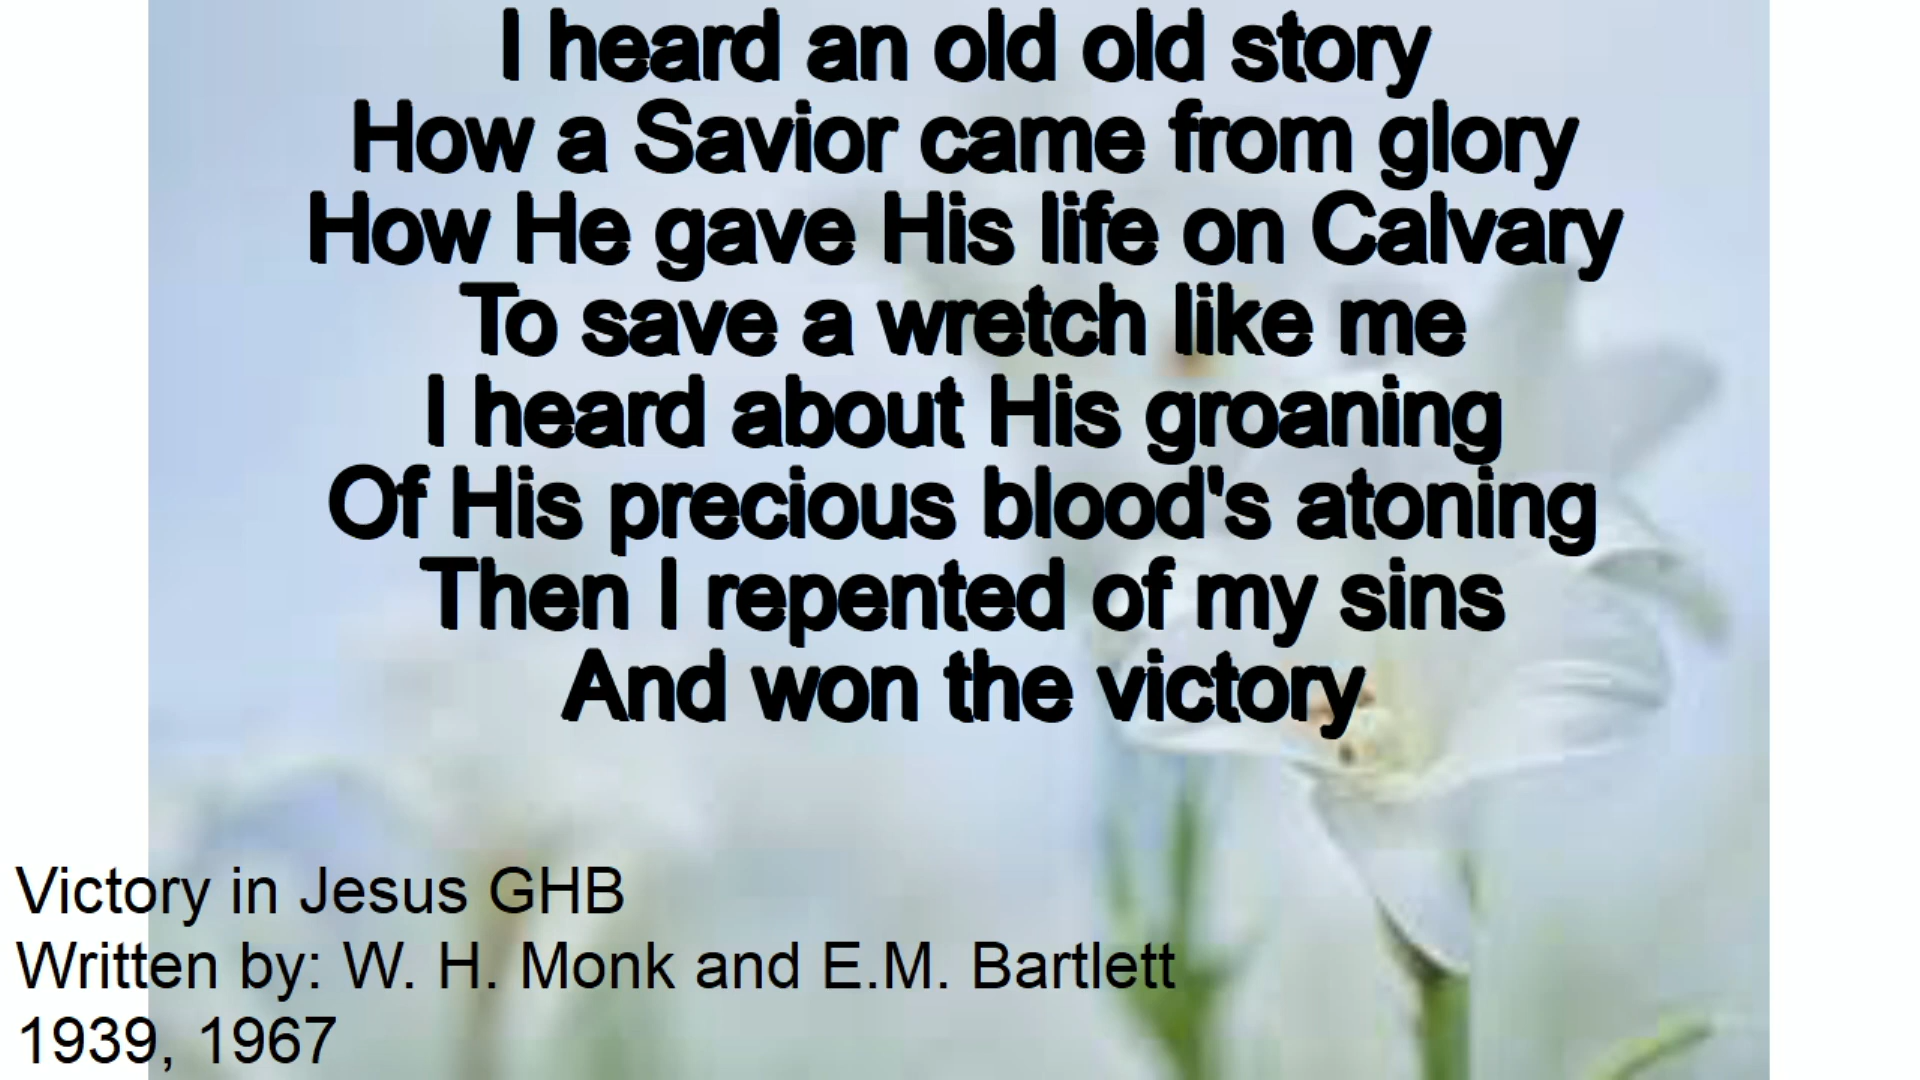 I heard an old old story
How a Savior came from glory
How He gave His life on Calvary
To save a wretch like me
I heard about His groaning
Of His precious blood's atoning
Then I repented of my sins
And won the victory
Victory in Jesus GHB
Written by: W. H. Monk and E.M. Bartlett
1939, 1967